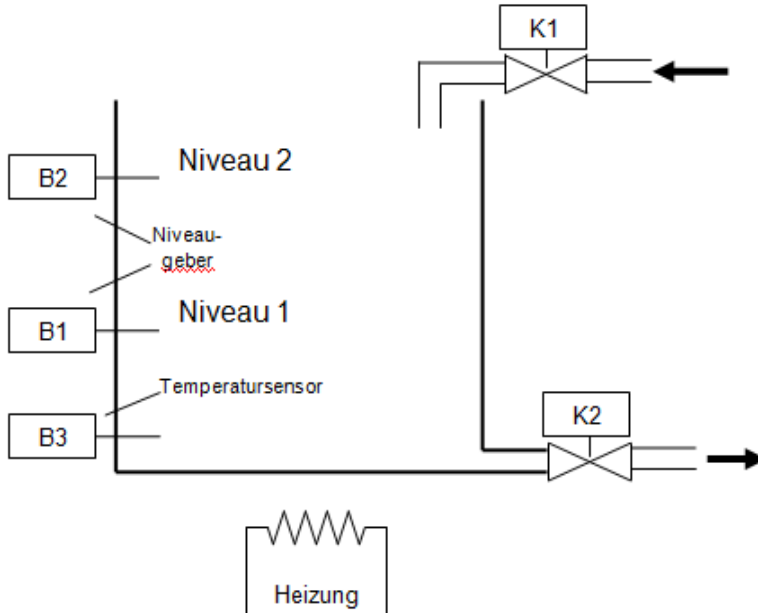 K1
Niveau 2
B2
Niveau-
geber
Niveau 1
B1
Temperatursensor
B3
K2
Heizung